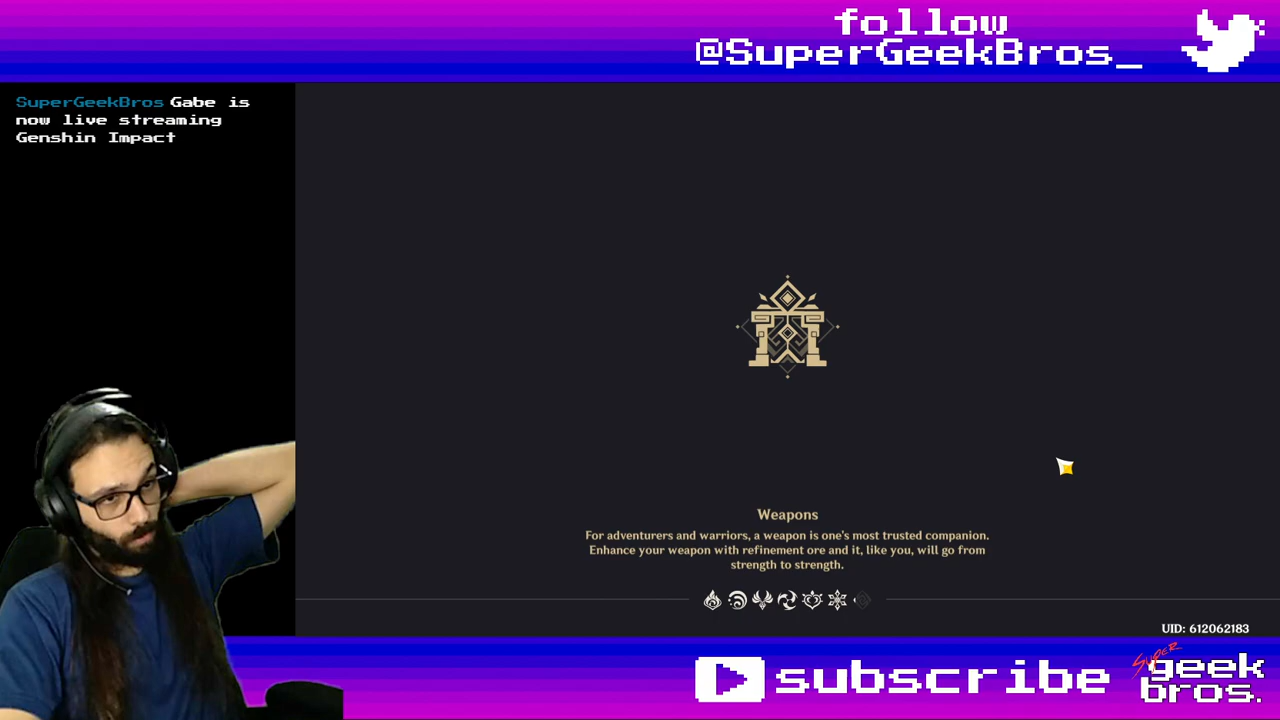 follow
@SuperGeekBros_
SuperGeekBros Gabe is
now live streaming
Genshin Impact
Weapons
For adventurers and warriors, a weapon is one's most trusted companion.
Enhance your weapon with refinement ore and it, like you, will go from
strength to strength.
UID: 612062183
subscribe
SUPER
geek
bros.